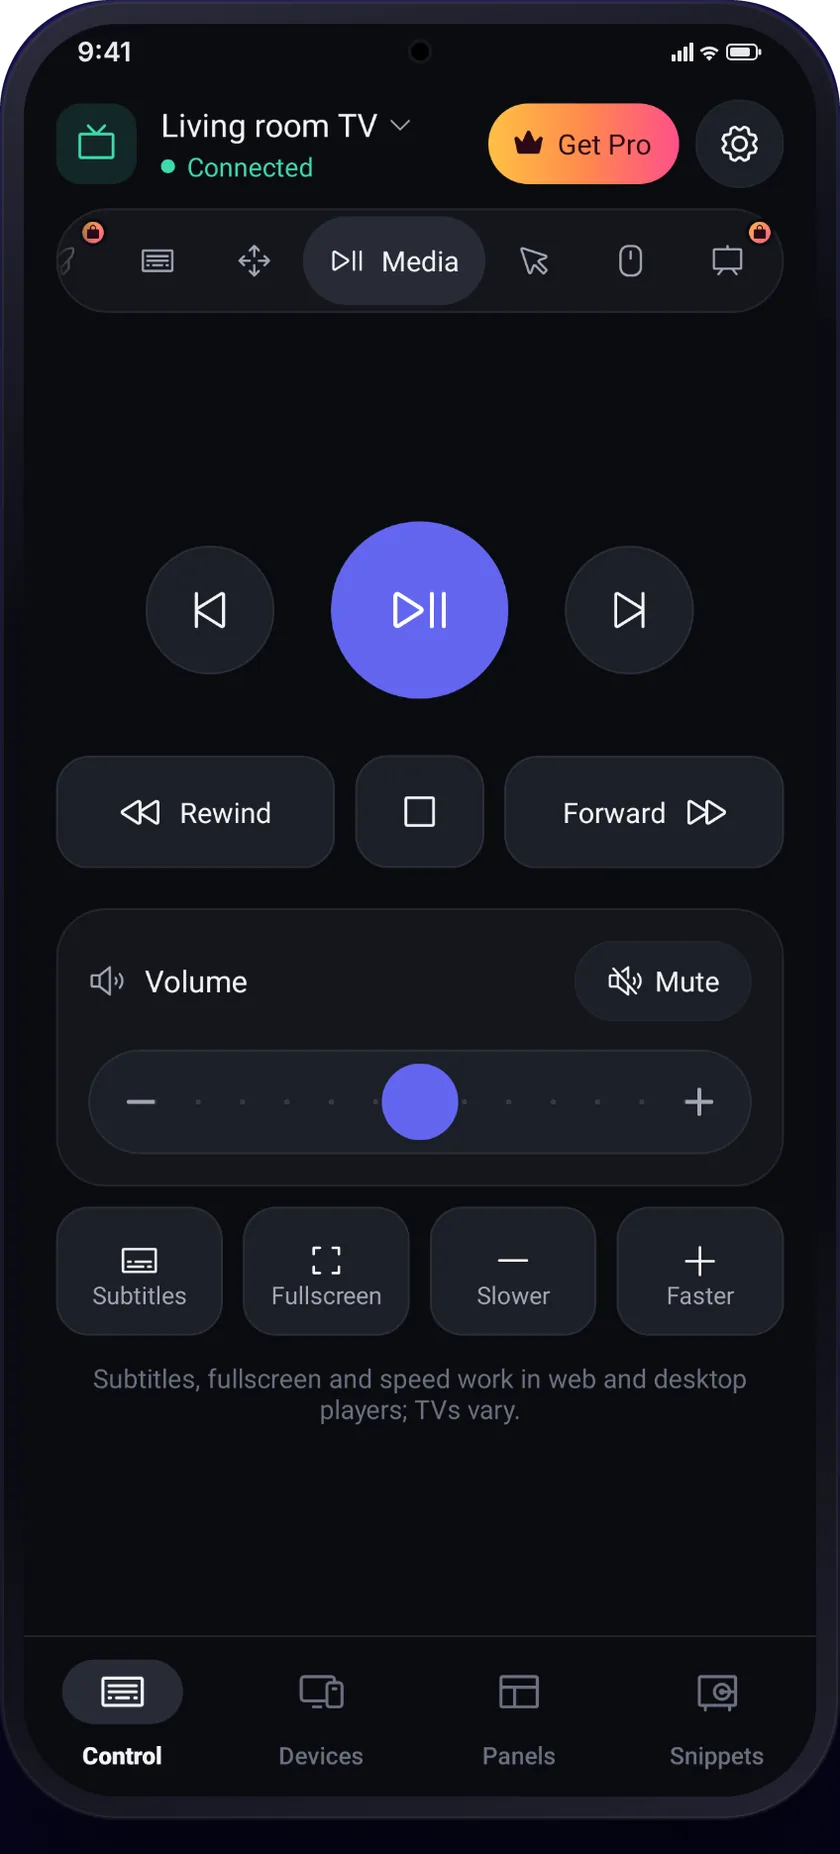 9:41
Living room TV
Connected
Get Pro
Media
Rewind
Forward
Volume
Mute
Subtitles
Fullscreen
Slower
Faster
Subtitles, fullscreen and speed work in web and desktop
players; TVs vary.
Control
Devices
Panels
Snippets